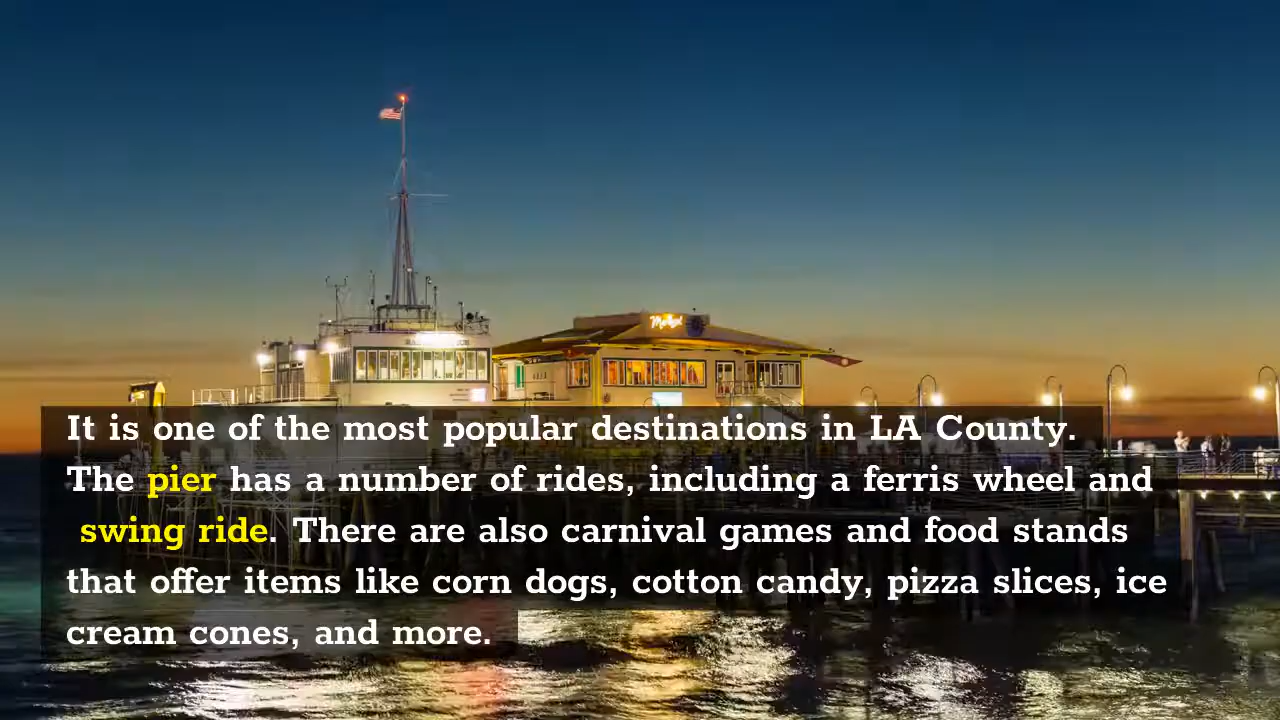 It is one of the most popular destinations in LA County.
The pier has a number of rides, including a ferris wheel and
swing ride. There are also carnival games and food stands
that offer items like corn dogs, cotton candy, pizza slices, ice
cream cones, and more.